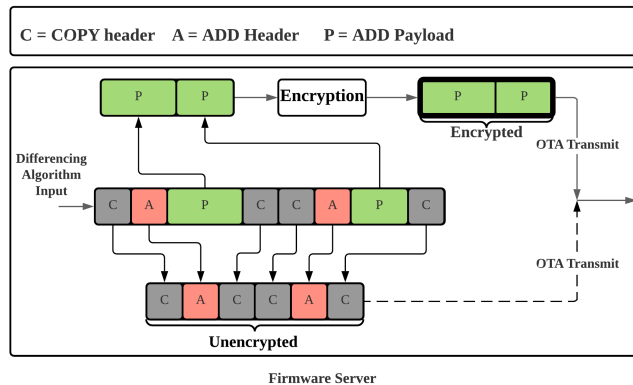 C = COPY header A = ADD Header P = ADD Payload
P P Encryption P P
Encrypted
OTA Transmit
Differencing
Algorithm
Input
C A P C C A P C
OTA Transmit
C A C C A C
Unencrypted
Firmware Server